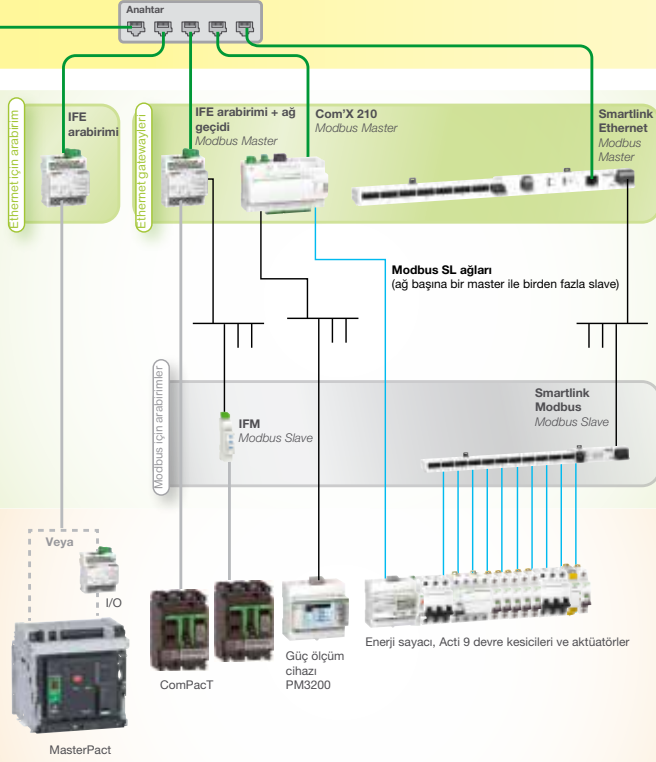 Anahtar
Ethernet için arabirim
IFE
arabirimi
Ethernet gatewayleri
IFE arabirimi + ağ
geçidi
Modbus Master
Com'X 210
Modbus Master
Smartlink
Ethernet
Modbus
Master
Modbus SL ağları
(ağ başına bir master ile birden fazla slave)
Modbus için arabirimler
IFM
Modbus Slave
Smartlink
Modbus
Modbus Slave
Veya
I/O
MasterPact
ComPacT
Güç ölçüm
cihazı
PM3200
Enerji sayacı, Acti 9 devre kesicileri ve aktüatörler